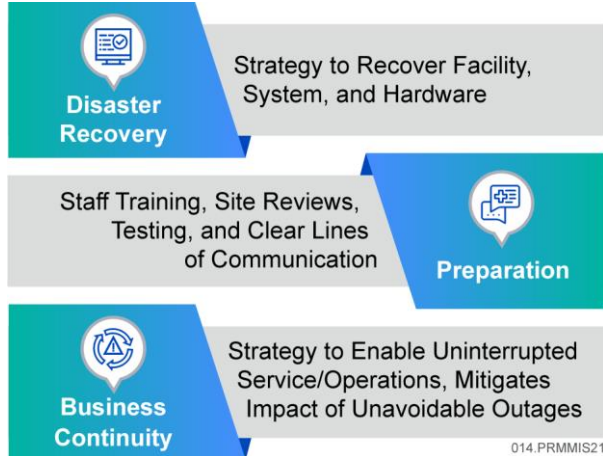 Disaster
Recovery
Strategy to Recover Facility,
System, and Hardware
Staff Training, Site Reviews,
Testing, and Clear Lines
of Communication
Preparation
Business
Continuity
Strategy to Enable Uninterrupted
Service/Operations, Mitigates
Impact of Unavoidable Outages
014.PRMMIS21